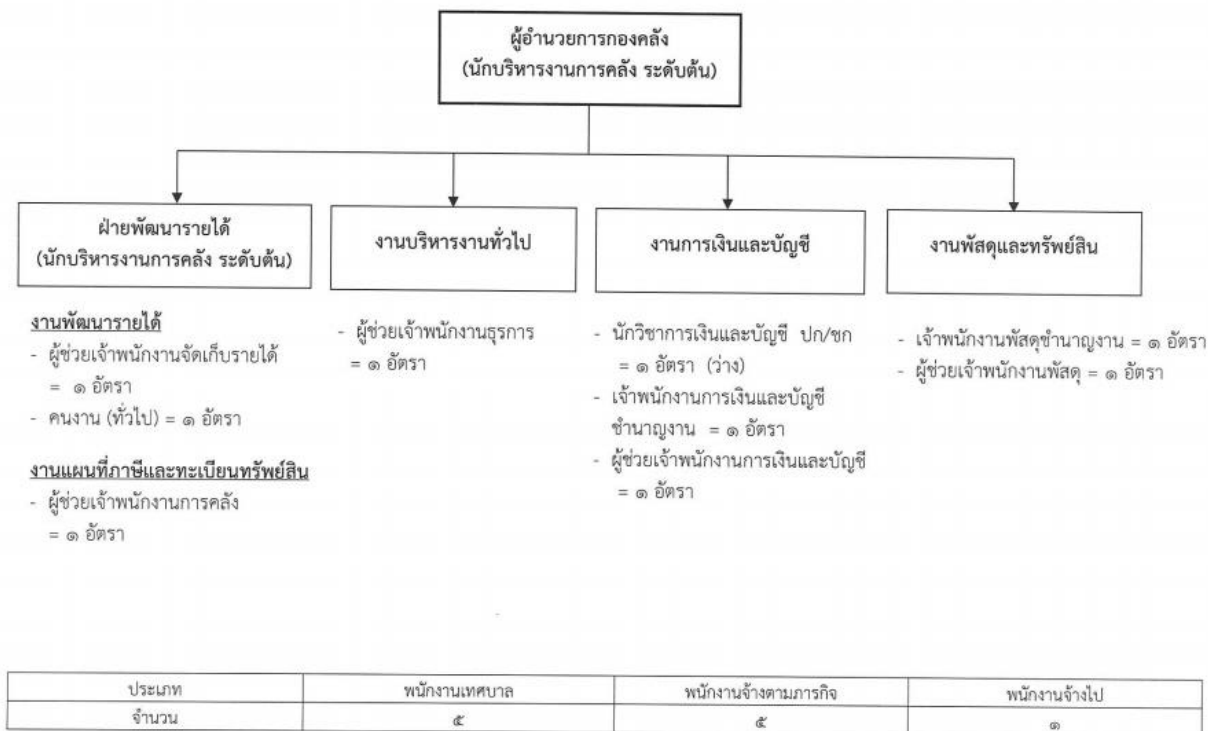 ผู้อำนวยการกองคลัง
(นักบริหารงานการคลัง ระดับต้น)
ฝ่ายพัฒนารายได้
(นักบริหารงานการคลัง ระดับต้น)
งานบริหารงานทั่วไป
งานการเงินและบัญชี
งานพัสดุและทรัพย์สิน
งานพัฒนารายได้
- ผู้ช่วยเจ้าพนักงานจัดเก็บรายได้
= ๑ อัตรา
- คนงาน (ทั่วไป) = ๑ อัตรา
งานแผนที่ภาษีและทะเบียนทรัพย์สิน
- ผู้ช่วยเจ้าพนักงานการคลัง
= ๑ อัตรา
- ผู้ช่วยเจ้าพนักงานธุรการ
= ๑ อัตรา
- นักวิชาการเงินและบัญชี ปก/ชก
= ๑ อัตรา (ว่าง)
- เจ้าพนักงานการเงินและบัญชี
ชำนาญงาน = ๑ อัตรา
- ผู้ช่วยเจ้าพนักงานการเงินและบัญชี
= ๑ อัตรา
- เจ้าพนักงานพัสดุชำนาญงาน = ๑ อัตรา
- ผู้ช่วยเจ้าพนักงานพัสดุ = ๑ อัตรา
ประเภท พนักงานเทศบาล พนักงานจ้างตามภารกิจ พนักงานจ้างไป
จำนวน ๕ ๕ ๑